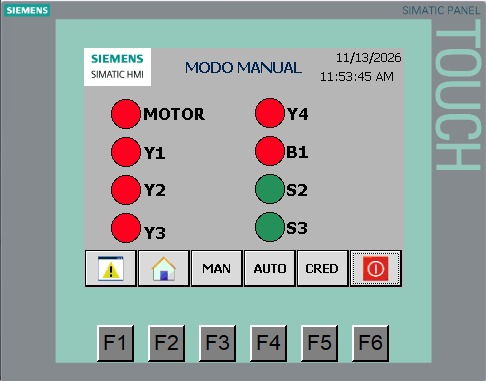 SIEMENS
SIMATIC PANEL
TOUCH
SIEMENS
SIMATIC HMI
MODO MANUAL
11/13/2026
11:53:45 AM
MOTOR
Y4
Y1
B1
Y2
S2
Y3
S3
MAN
AUTO
CRED
F1
F2
F3
F4
F5
F6